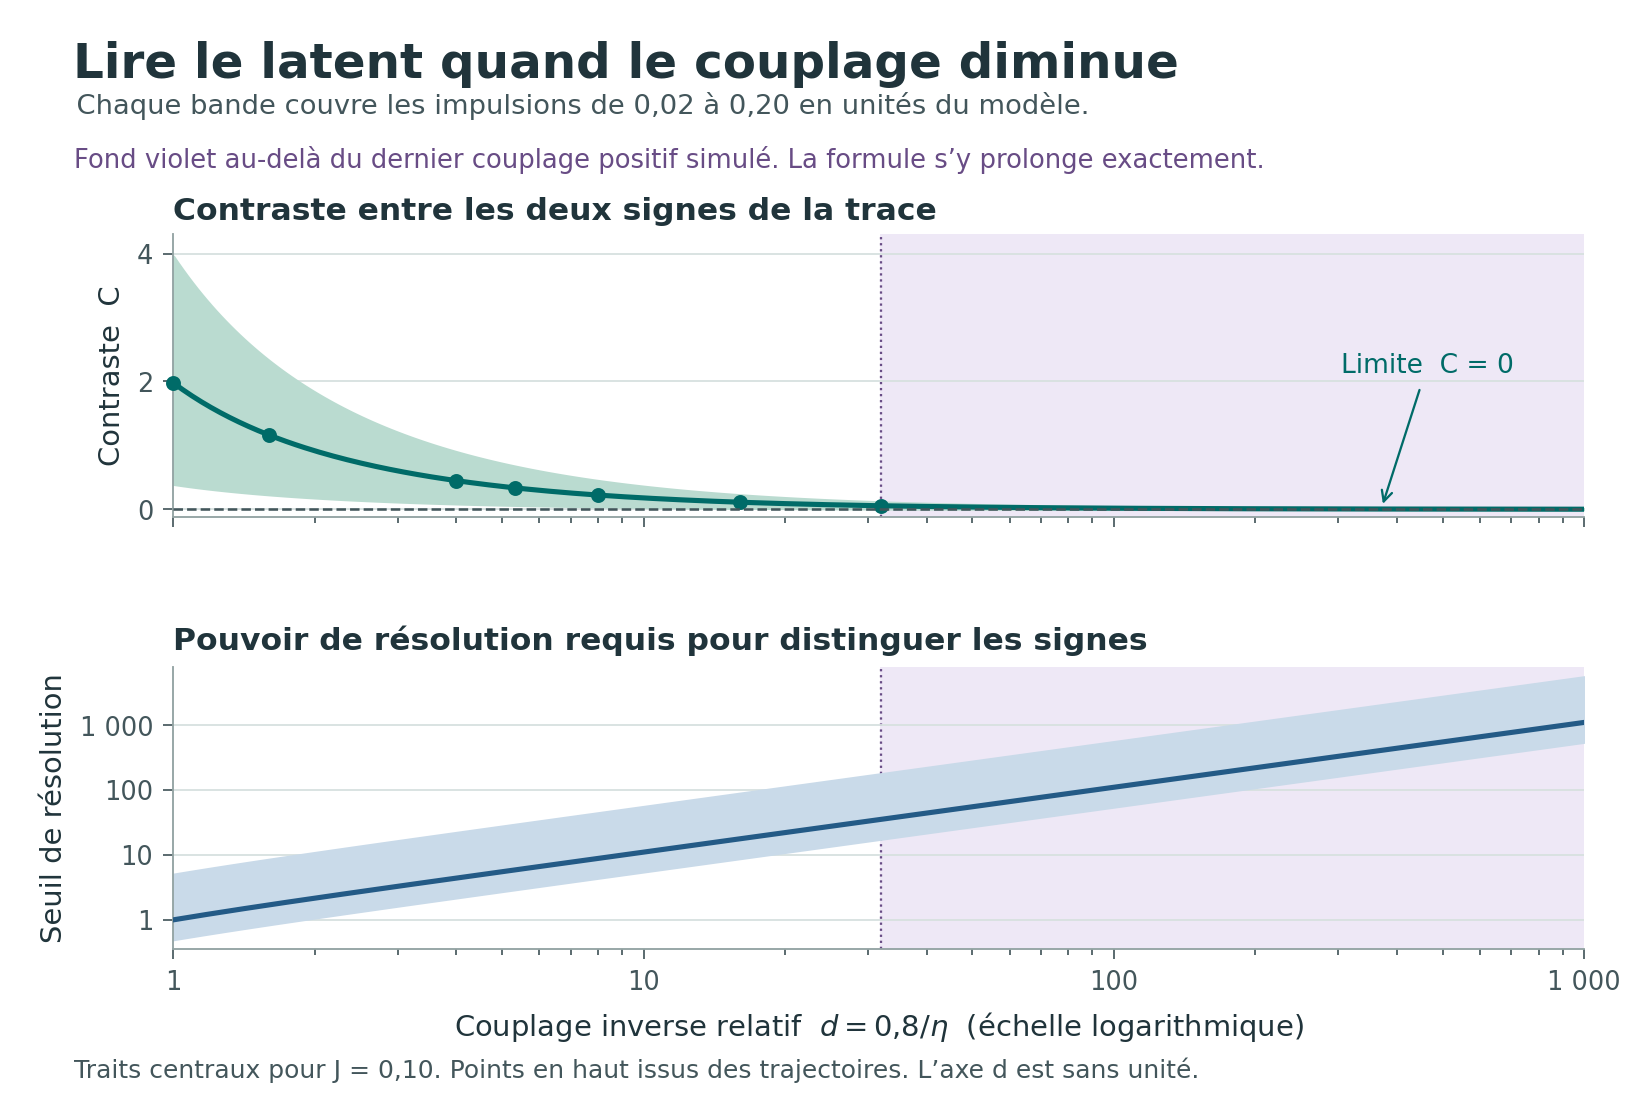 Lire le latent quand le couplage diminue
Chaque bande couvre les impulsions de 0,02 à 0,20 en unités du modèle.
Fond violet au-delà du dernier couplage positif simulé. La formule s’y prolonge exactement.
Contraste entre les deux signes de la trace
Contraste C
4
2
0
Limite C = 0
Pouvoir de résolution requis pour distinguer les signes
Seuil de résolution
1 000
100
10
1
1
10
100
1 000
Couplage inverse relatif d = 0,8/η (échelle logarithmique)
Traits centraux pour J = 0,10. Points en haut issus des trajectoires. L’axe d est sans unité.